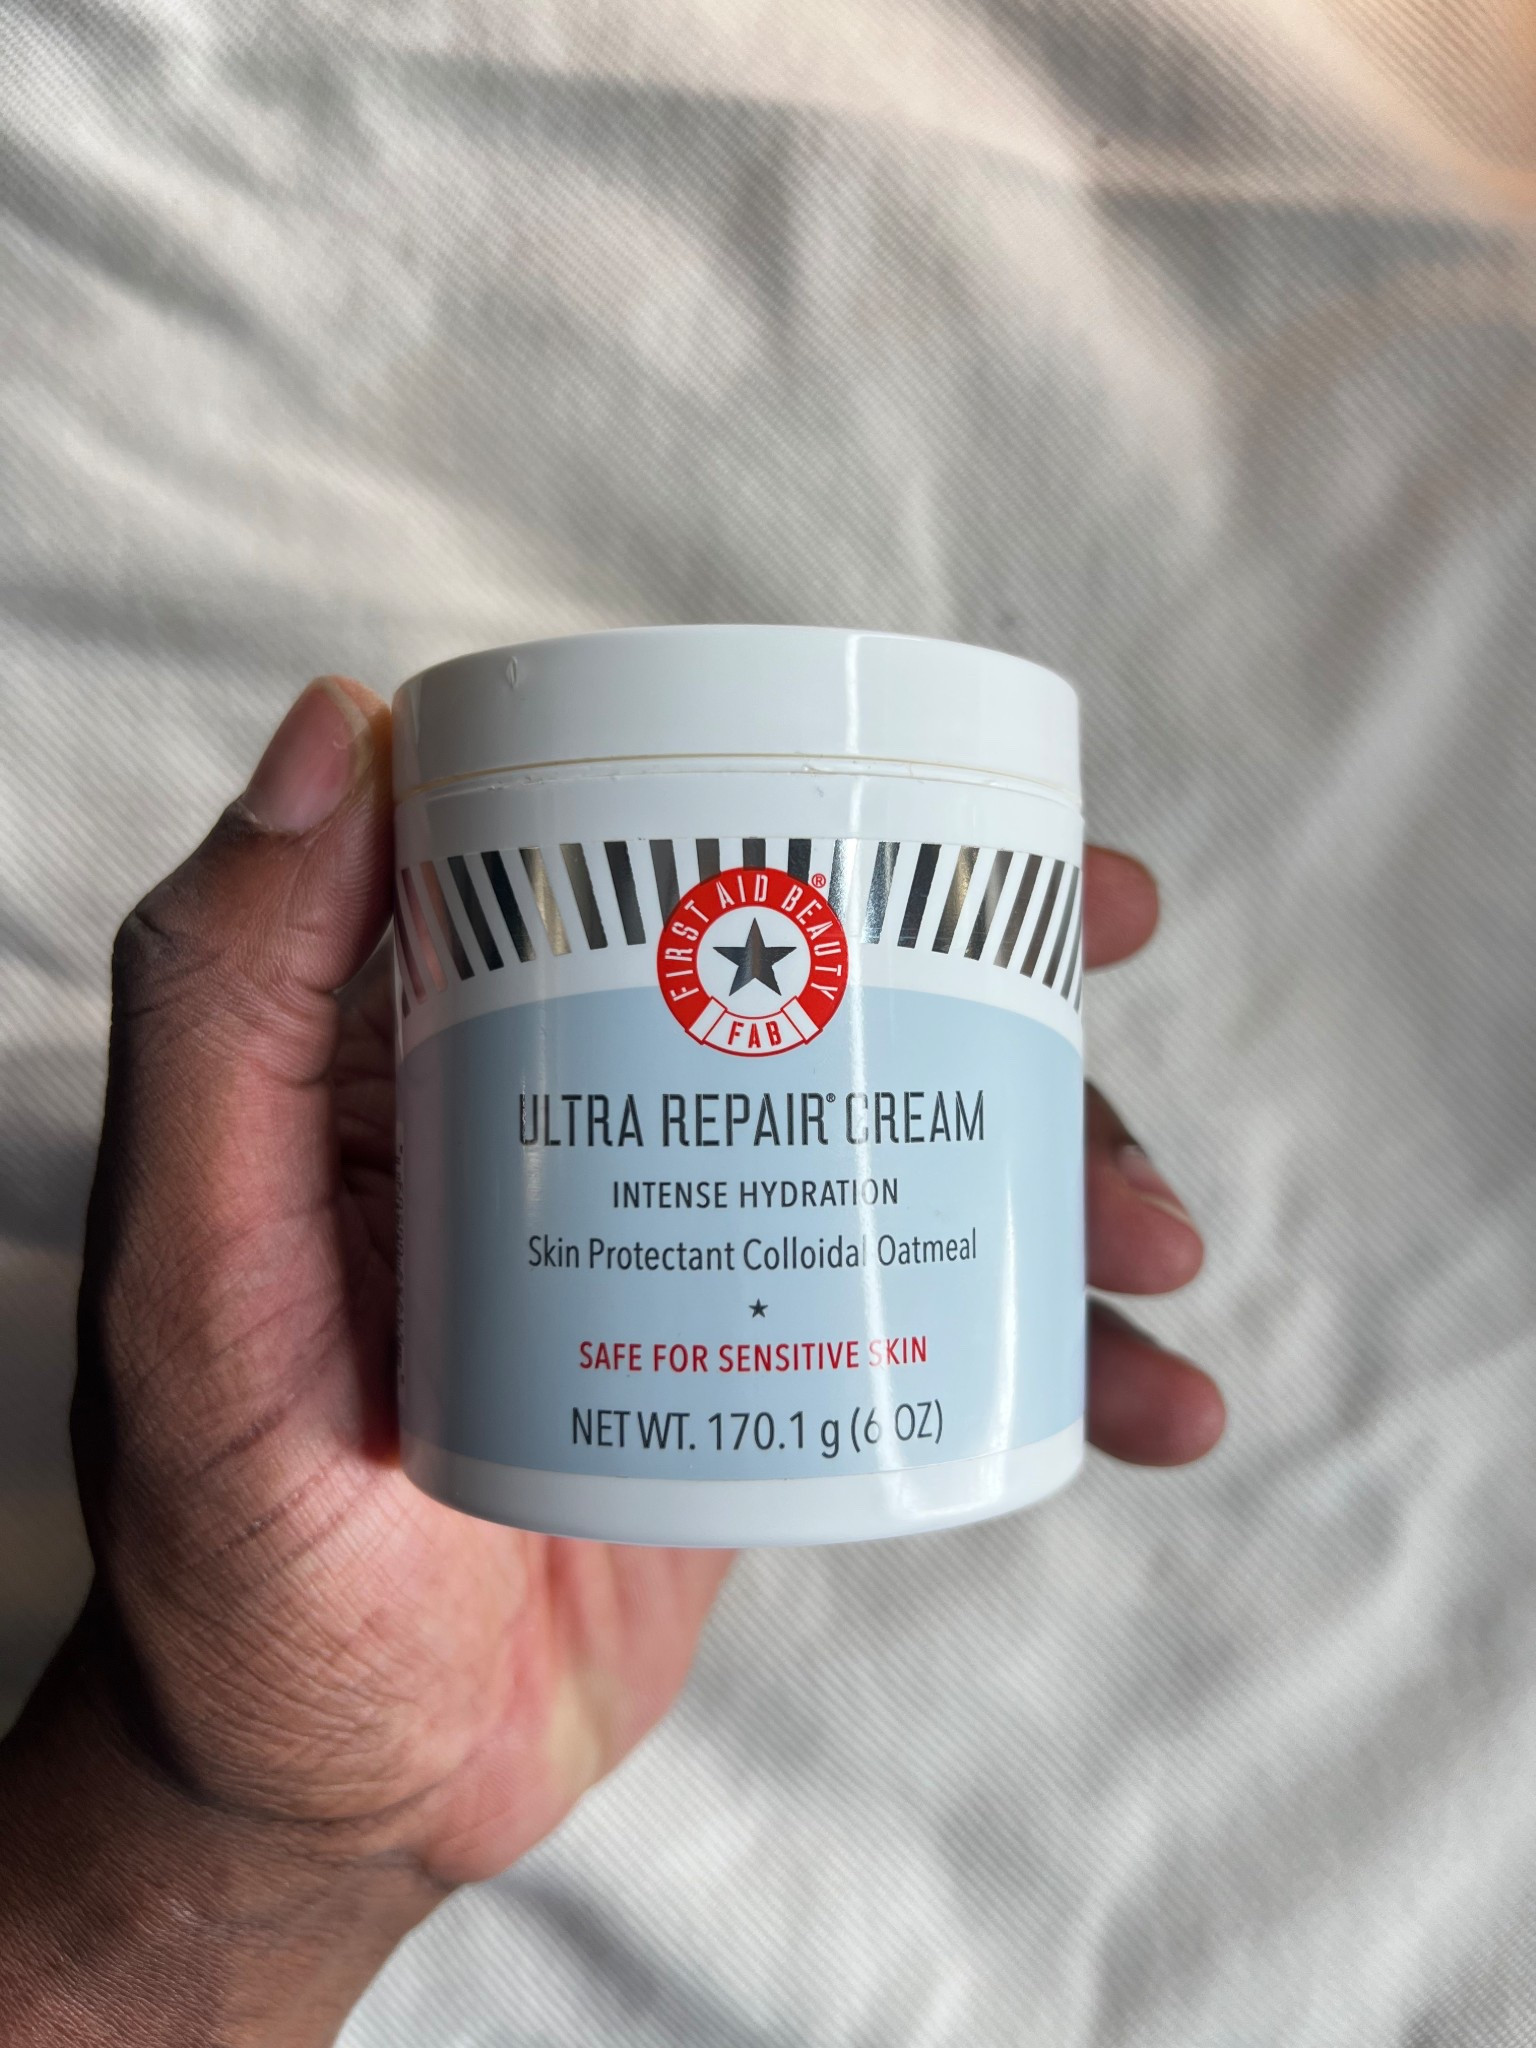 FIRST AID BEAUTY®
FAB
ULTRA REPAIR® CREAM
INTENSE HYDRATION
Skin Protectant Colloidal Oatmeal
SAFE FOR SENSITIVE SKIN
NET WT. 170.1 g (6 OZ)